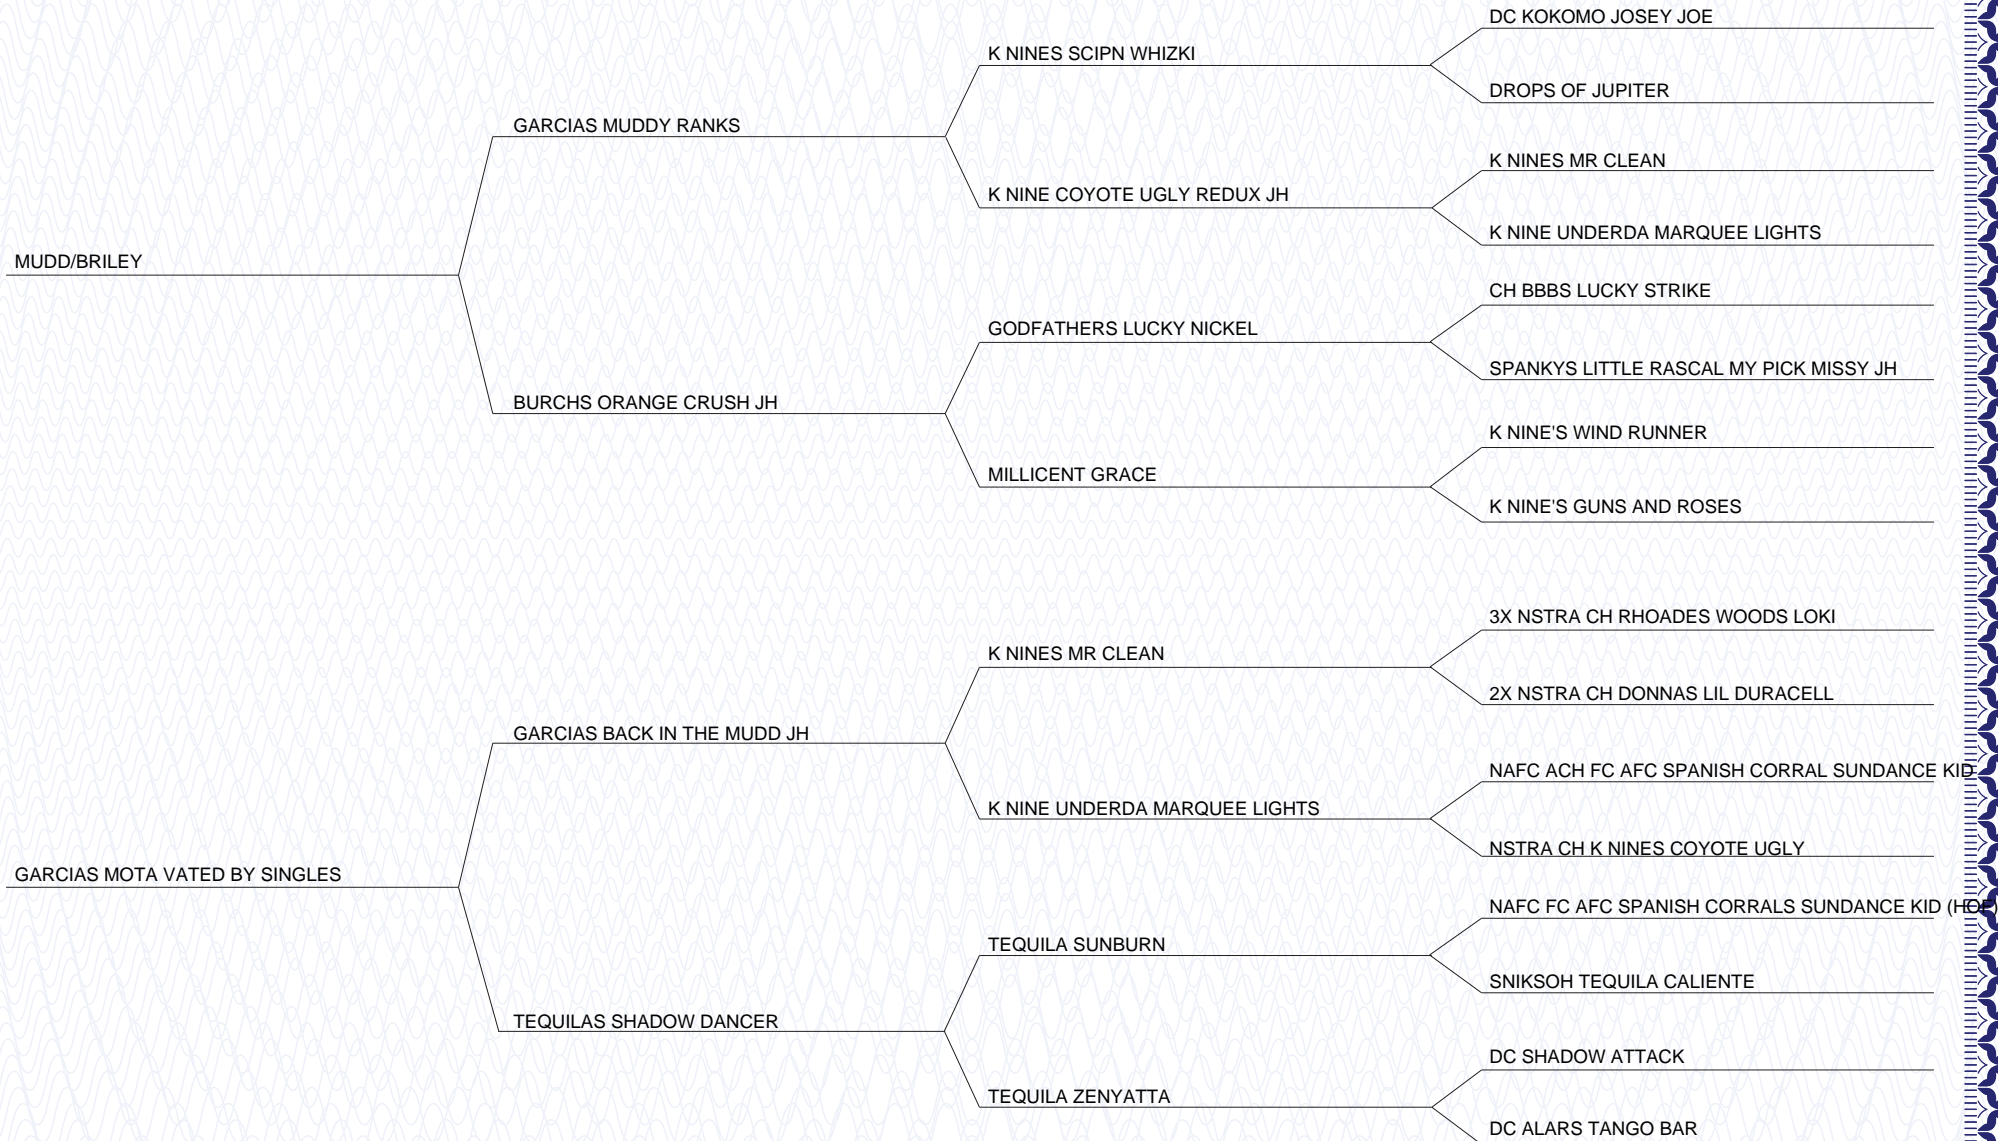 DC KOKOMO JOSEY JOE
K NINES SCIPN WHIZKI
DROPS OF JUPITER
GARCIAS MUDDY RANKS
K NINES MR CLEAN
K NINE COYOTE UGLY REDUX JH
K NINE UNDERDA MARQUEE LIGHTS
MUDD/BRILEY
CH BBBS LUCKY STRIKE
GODFATHERS LUCKY NICKEL
SPANKYS LITTLE RASCAL MY PICK MISSY JH
BURCHS ORANGE CRUSH JH
K NINE'S WIND RUNNER
MILLICENT GRACE
K NINE'S GUNS AND ROSES
3X NSTRA CH RHOADES WOODS LOKI
K NINES MR CLEAN
2X NSTRA CH DONNAS LIL DURACELL
GARCIAS BACK IN THE MUDD JH
NAFC ACH FC AFC SPANISH CORRAL SUNDANCE KID
K NINE UNDERDA MARQUEE LIGHTS
NSTRA CH K NINES COYOTE UGLY
GARCIAS MOTA VATED BY SINGLES
NAFC FC AFC SPANISH CORRALS SUNDANCE KID (HOF)
TEQUILA SUNBURN
SNIKSOH TEQUILA CALIENTE
TEQUILAS SHADOW DANCER
DC SHADOW ATTACK
TEQUILA ZENYATTA
DC ALARS TANGO BAR